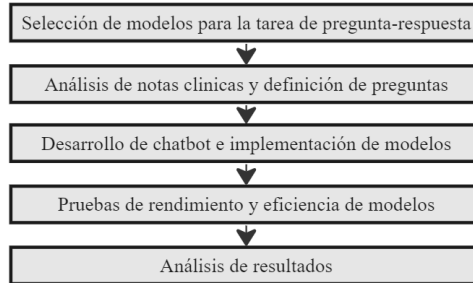 Selección de modelos para la tarea de pregunta-respuesta
Análisis de notas clinicas y definición de preguntas
Desarrollo de chatbot e implementación de modelos
Pruebas de rendimiento y eficiencia de modelos
Análisis de resultados